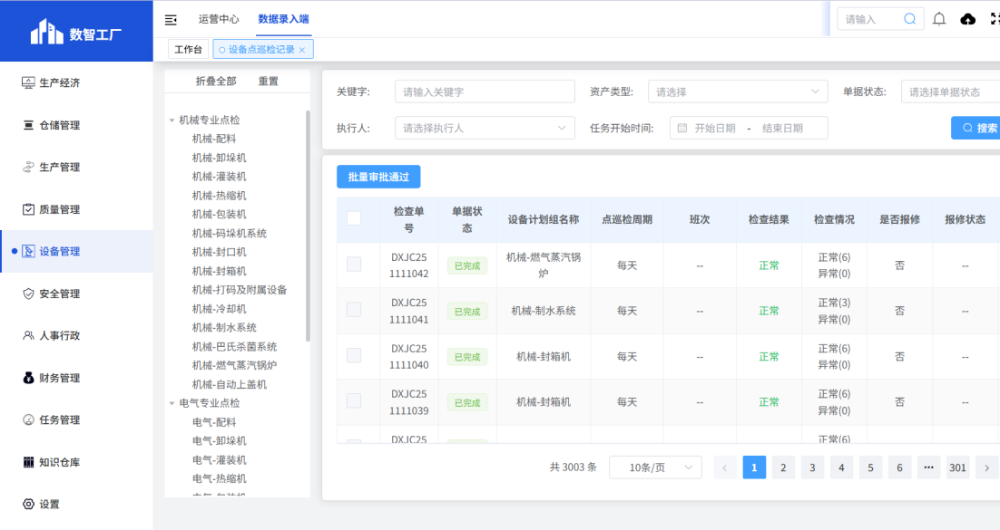 数智工厂
运营中心 数据录入端
请输入
工作台 设备点巡检记录 ×
生产经济
仓储管理
生产管理
质量管理
设备管理
安全管理
人事行政
财务管理
任务管理
知识仓库
设置
折叠全部 重置
机械专业点检
机械-配料
机械-卸垛机
机械-灌装机
机械-热缩机
机械-包装机
机械-码垛机系统
机械-封口机
机械-封箱机
机械-打码及附属设备
机械-冷却机
机械-制水系统
机械-巴氏杀菌系统
机械-燃气蒸汽锅炉
机械-自动上盖机
电气专业点检
电气-配料
电气-卸垛机
电气-灌装机
电气-热缩机
关键字: 请输入关键字 资产类型: 请选择 单据状态: 请选择单据状态
执行人: 请选择执行人 任务开始时间: 开始日期 - 结束日期 搜索
批量审批通过
检查单号 单据状态 设备计划组名称 点巡检周期 班次 检查结果 检查情况 是否报修 报修状态
DXJC251111042 已完成 机械-燃气蒸汽锅炉 每天 -- 正常 正常(6) 异常(0) 否 --
DXJC251111041 已完成 机械-制水系统 每天 -- 正常 正常(3) 异常(0) 否 --
DXJC251111040 已完成 机械-封箱机 每天 -- 正常 正常(6) 异常(0) 否 --
DXJC251111039 已完成 机械-封箱机 每天 -- 正常 正常(6) 异常(0) 否 --
DXJC25 正常(6)
共 3003 条 10条/页 < 1 2 3 4 5 6 ••• 301 >